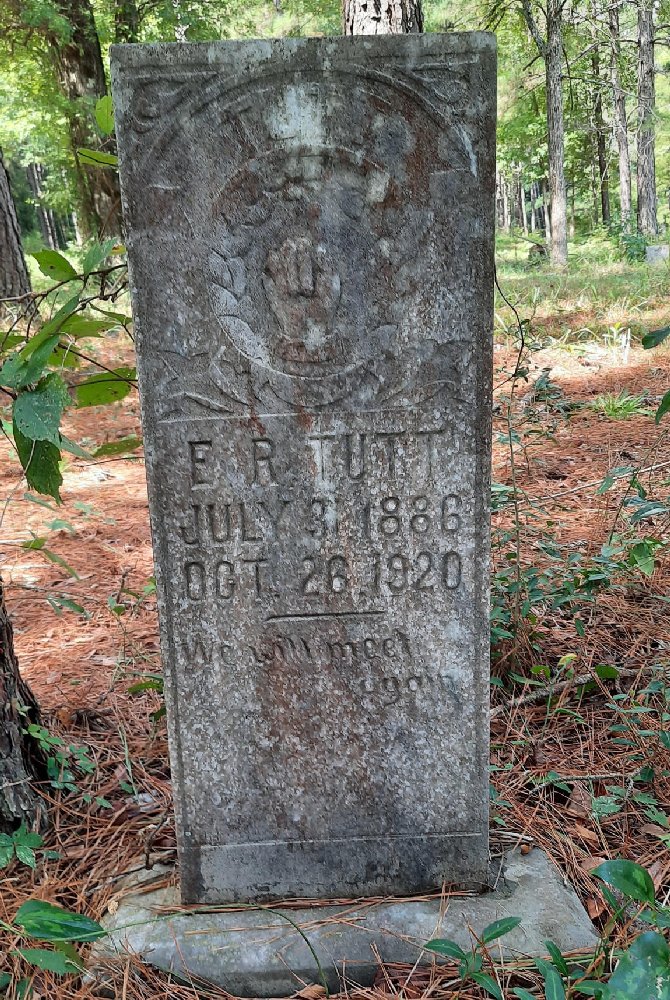 E R TUTT
JULY 31 1886
OCT. 26, 1920
We will meet
again